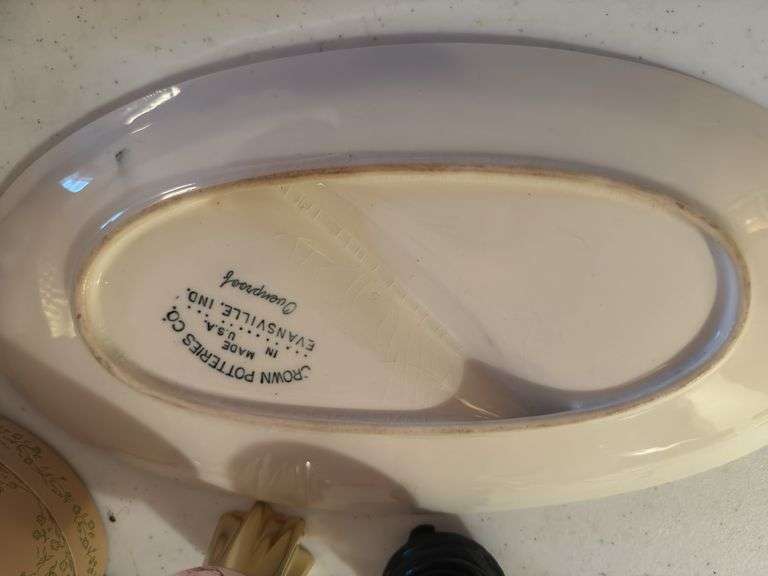 CROWN POTTERIES CO.
MADE
IN
U.S.A.
EVANSVILLE, IND.
Ovenproof